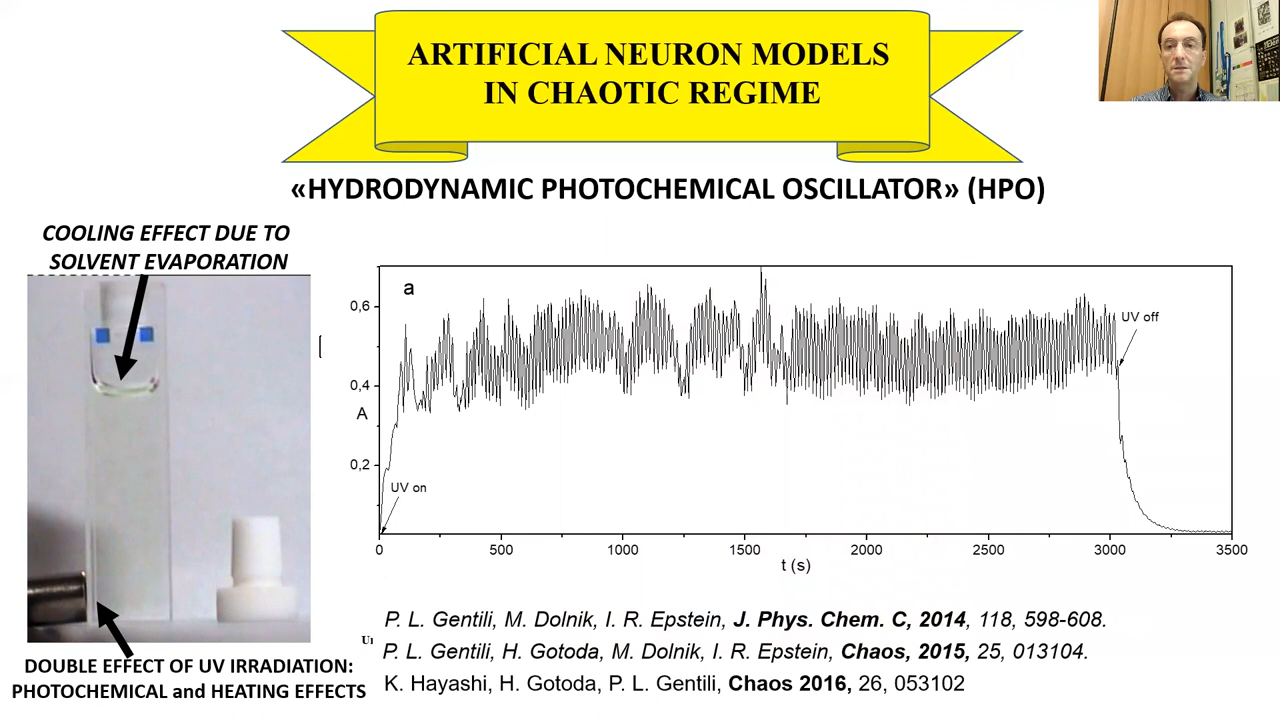 ARTIFICIAL NEURON MODELS
IN CHAOTIC REGIME
«HYDRODYNAMIC PHOTOCHEMICAL OSCILLATOR» (HPO)
COOLING EFFECT DUE TO
SOLVENT EVAPORATION
a
0,6
0,4
0,2
A
UV on
UV off
0 500 1000 1500 2000 2500 3000 3500
t (s)
DOUBLE EFFECT OF UV IRRADIATION:
PHOTOCHEMICAL and HEATING EFFECTS
P. L. Gentili, M. Dolnik, I. R. Epstein, J. Phys. Chem. C, 2014, 118, 598-608.
P. L. Gentili, H. Gotoda, M. Dolnik, I. R. Epstein, Chaos, 2015, 25, 013104.
K. Hayashi, H. Gotoda, P. L. Gentili, Chaos 2016, 26, 053102